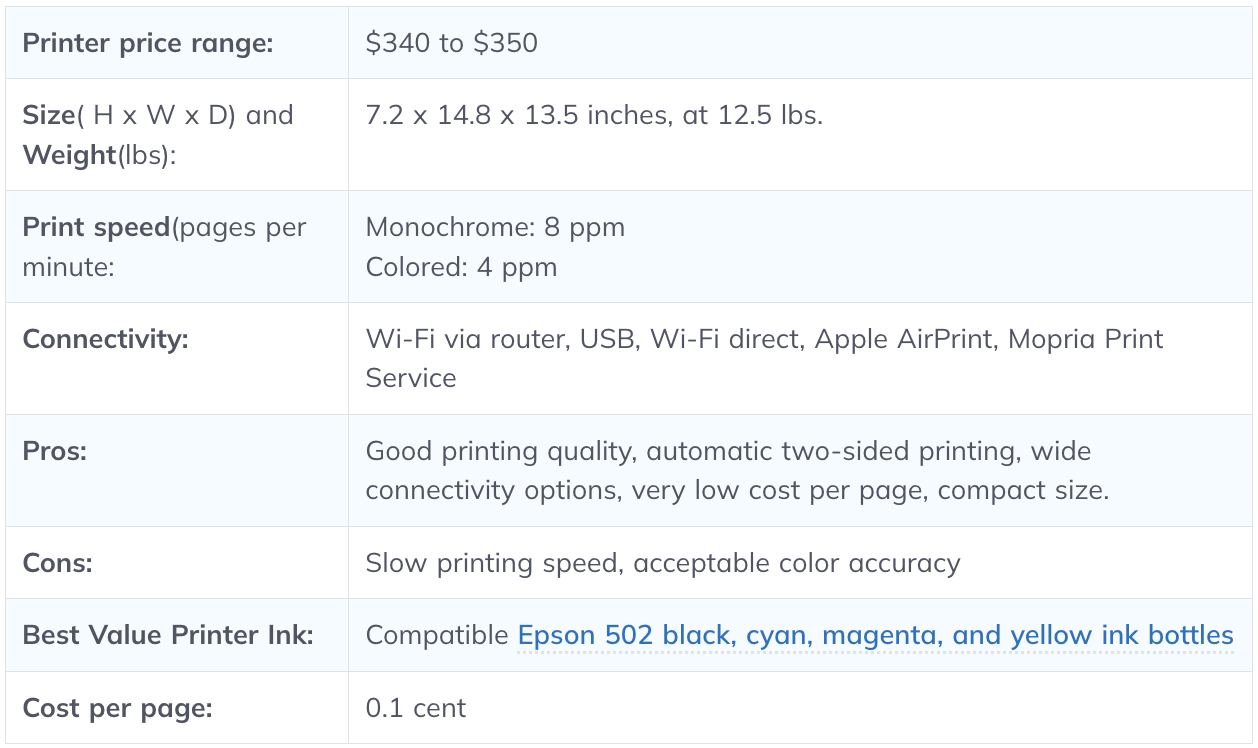 Printer price range: $340 to $350
Size( H x W x D) and 7.2 x 14.8 x 13.5 inches, at 12.5 lbs.
Weight(lbs):
Print speed(pages per Monochrome: 8 ppm
minute: Colored: 4 ppm
Connectivity: Wi-Fi via router, USB, Wi-Fi direct, Apple AirPrint, Mopria Print
Service
Pros: Good printing quality, automatic two-sided printing, wide
connectivity options, very low cost per page, compact size.
Cons: Slow printing speed, acceptable color accuracy
Best Value Printer Ink: Compatible Epson 502 black, cyan, magenta, and yellow ink bottles
Cost per page: 0.1 cent